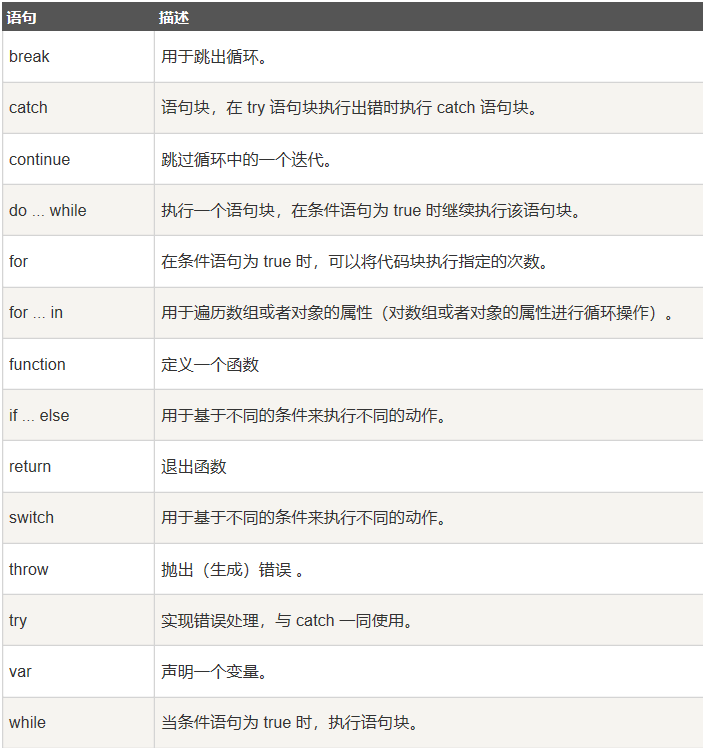 语句 描述
break 用于跳出循环。
catch 语句块，在 try 语句块执行出错时执行 catch 语句块。
continue 跳过循环中的一个迭代。
do ... while 执行一个语句块，在条件语句为 true 时继续执行该语句块。
for 在条件语句为 true 时，可以将代码块执行指定的次数。
for ... in 用于遍历数组或者对象的属性（对数组或者对象的属性进行循环操作）。
function 定义一个函数
if ... else 用于基于不同的条件来执行不同的动作。
return 退出函数
switch 用于基于不同的条件来执行不同的动作。
throw 抛出（生成）错误 。
try 实现错误处理，与 catch 一同使用。
var 声明一个变量。
while 当条件语句为 true 时，执行语句块。